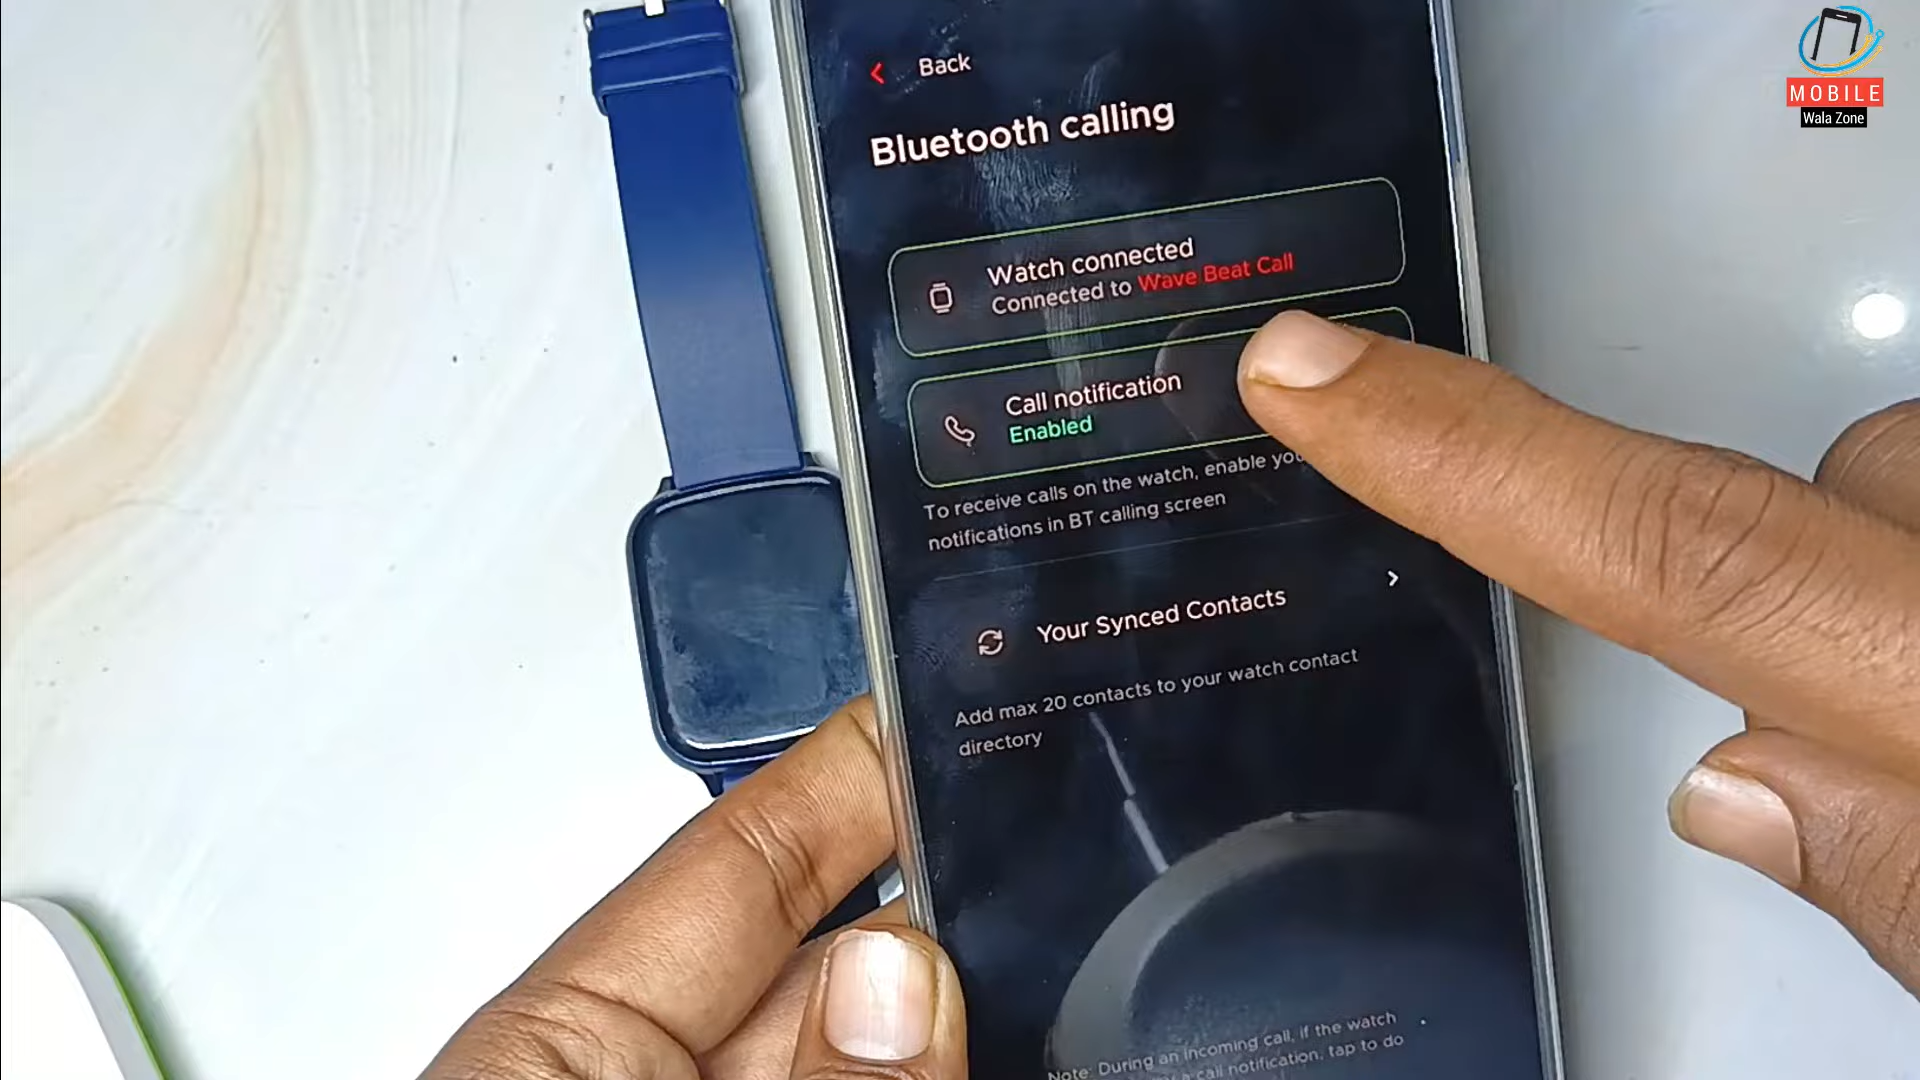 Back
Bluetooth calling
Watch connected
Connected to Wave Beat Call
Call notification
Enabled
To receive calls on the watch, enable
notifications in BT calling screen
Your Synced Contacts
Add max 20 contacts to your watch contact
directory
Note: During an incoming call, if the watch
a call notification, tap to do
MOBILE
Wala Zone